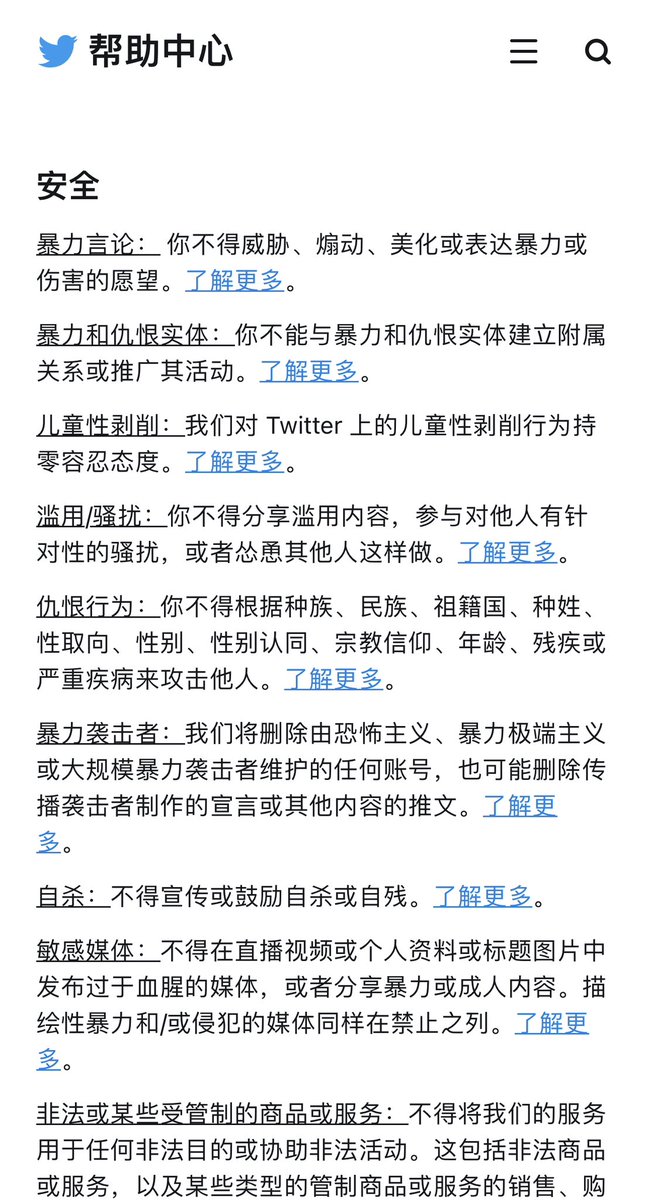 帮助中心
安全
暴力言论： 你不得威胁、煽动、美化或表达暴力或
伤害的愿望。了解更多。
暴力和仇恨实体：你不能与暴力和仇恨实体建立附属
关系或推广其活动。了解更多。
儿童性剥削：我们对 Twitter 上的儿童性剥削行为持
零容忍态度。了解更多。
滥用/骚扰：你不得分享滥用内容，参与对他人有针
对性的骚扰，或者怂恿其他人这样做。了解更多。
仇恨行为：你不得根据种族、民族、祖籍国、种姓、
性取向、性别、性别认同、宗教信仰、年龄、残疾或
严重疾病来攻击他人。了解更多。
暴力袭击者：我们将删除由恐怖主义、暴力极端主义
或大规模暴力袭击者维护的任何账号，也可能删除传
播袭击者制作的宣言或其他内容的推文。了解更
多。
自杀：不得宣传或鼓励自杀或自残。了解更多。
敏感媒体：不得在直播视频或个人资料或标题图片中
发布过于血腥的媒体，或者分享暴力或成人内容。描
绘性暴力和/或侵犯的媒体同样在禁止之列。了解更
多。
非法或某些受管制的商品或服务：不得将我们的服务
用于任何非法目的或协助非法活动。这包括非法商品
或服务，以及某些类型的管制商品或服务的销售、购